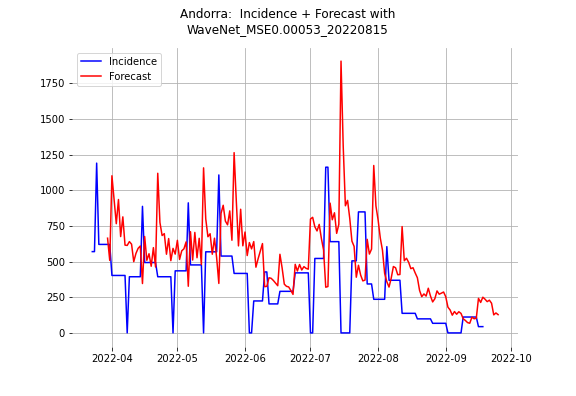 Andorra:  Incidence + Forecast with
WaveNet_MSE0.00053_20220815
Incidence
Forecast
1750
1500
1250
1000
750
500
250
0
2022-04 2022-05 2022-06 2022-07 2022-08 2022-09 2022-10